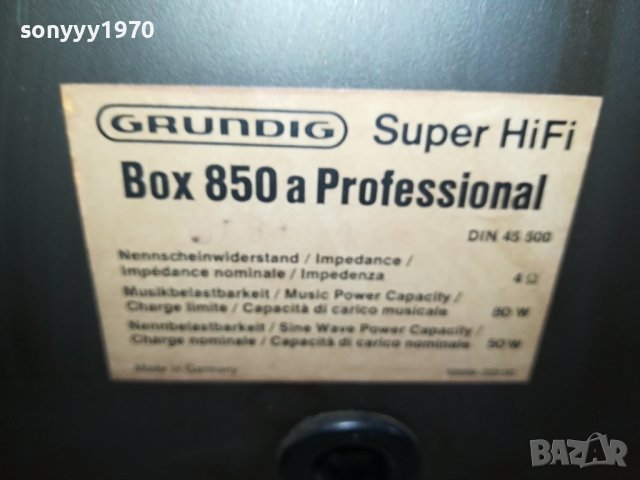 sonyyy1970
GRUNDIG Super HiFi
Box 850 a Professional
DIN 45 500
Nennscheinwiderstand / Impedance /
Impédance nominale / Impedenza 4 Ω
Musikbelastbarkeit / Music Power Capacity /
Charge limite / Capacità di carico musicale 80 W
Nennbelastbarkeit / Sine Wave Power Capacity /
Charge nominale / Capacità di carico nominale 50 W
Made in Germany
BAZAR